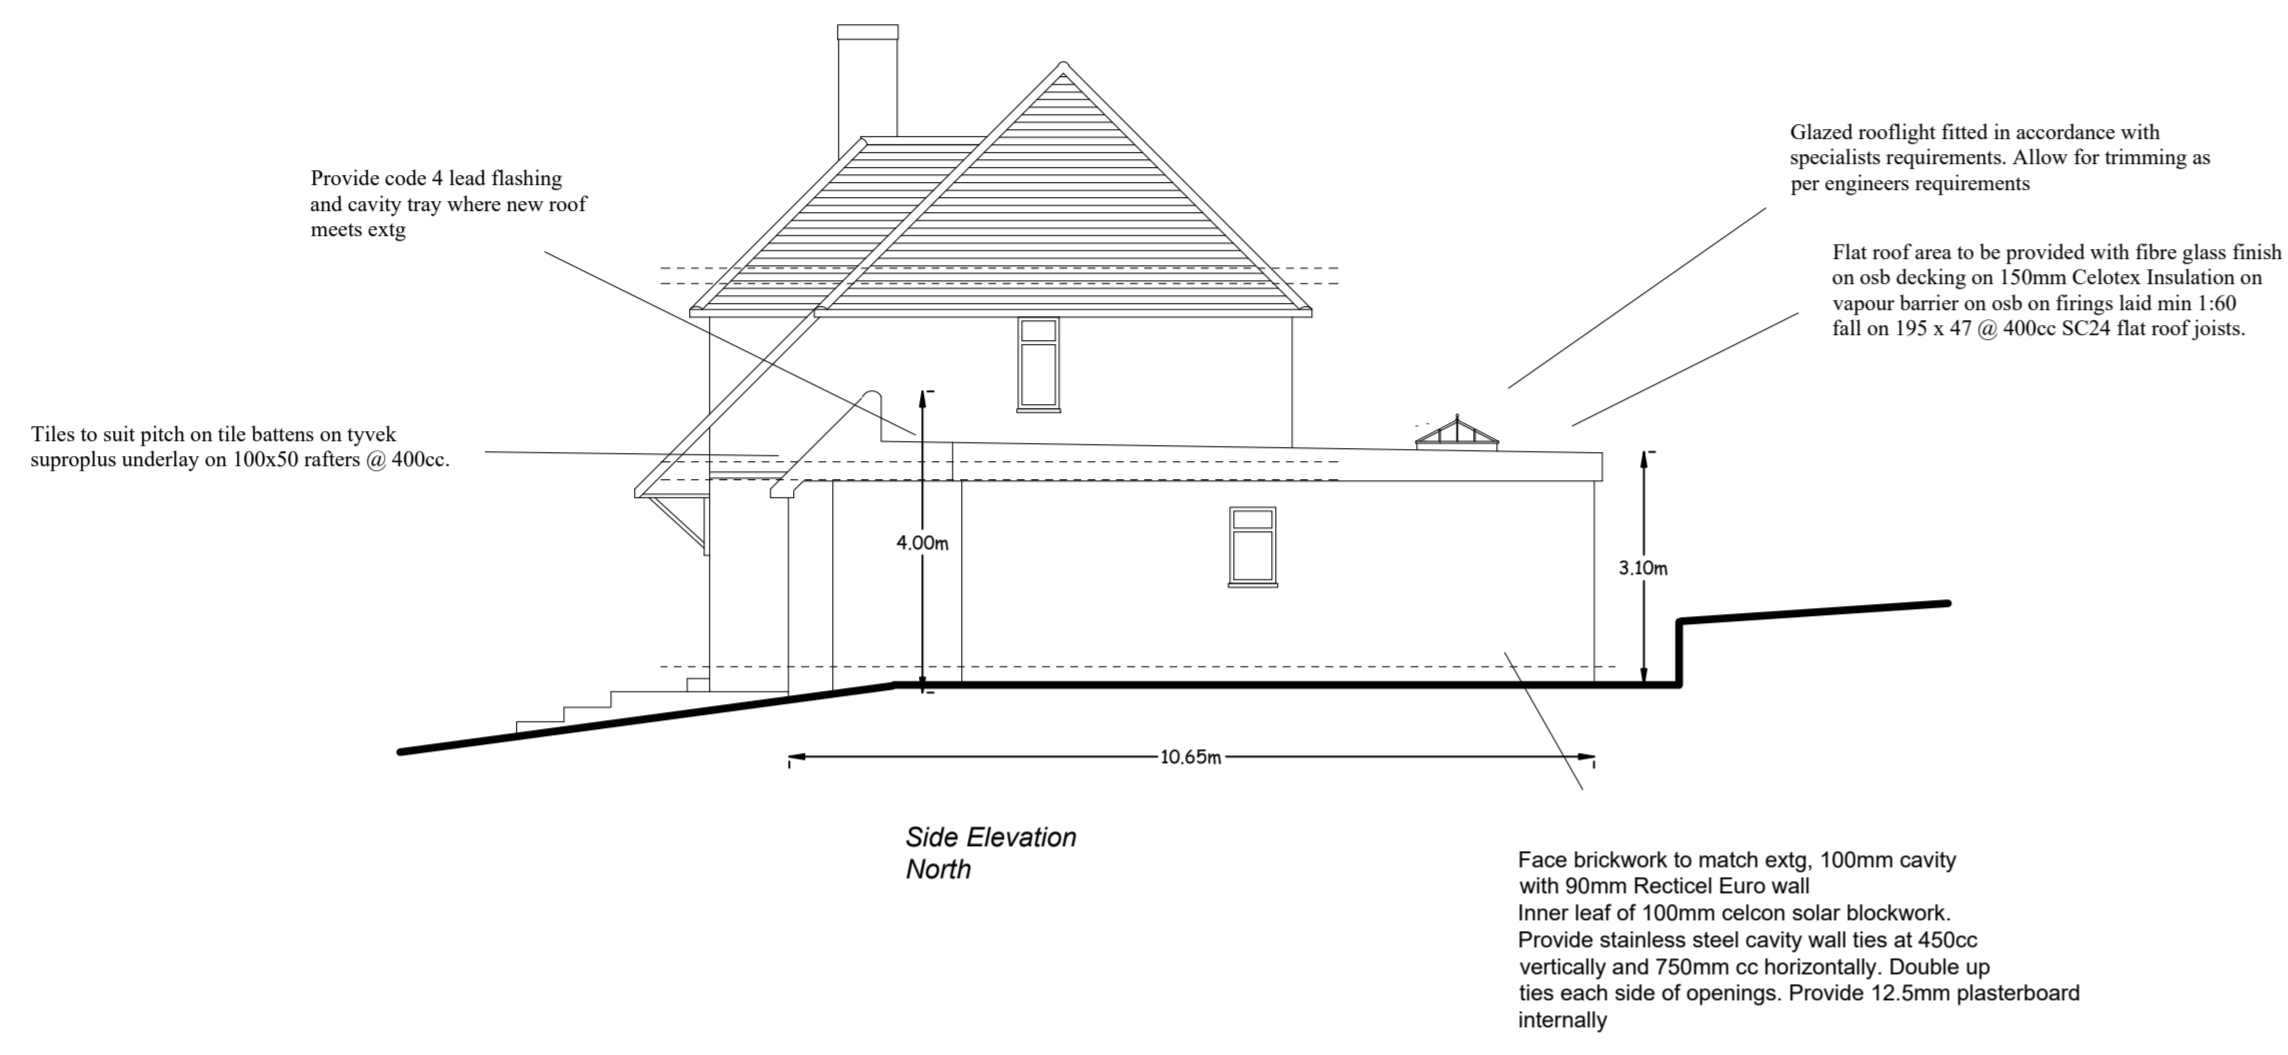 Provide code 4 lead flashing
and cavity tray where new roof
meets extg
Glazed rooflight fitted in accordance with
specialists requirements. Allow for trimming as
per engineers requirements
Flat roof area to be provided with fibre glass finish
on osb decking on 150mm Celotex Insulation on
vapour barrier on osb on firings laid min 1:60
fall on 195 x 47 @ 400cc SC24 flat roof joists.
Tiles to suit pitch on tile battens on tyvek
suproplus underlay on 100x50 rafters @ 400cc.
4.00m
3.10m
10.65m
Side Elevation
North
Face brickwork to match extg, 100mm cavity
with 90mm Recticel Euro wall
Inner leaf of 100mm celcon solar blockwork.
Provide stainless steel cavity wall ties at 450cc
vertically and 750mm cc horizontally. Double up
ties each side of openings. Provide 12.5mm plasterboard
internally